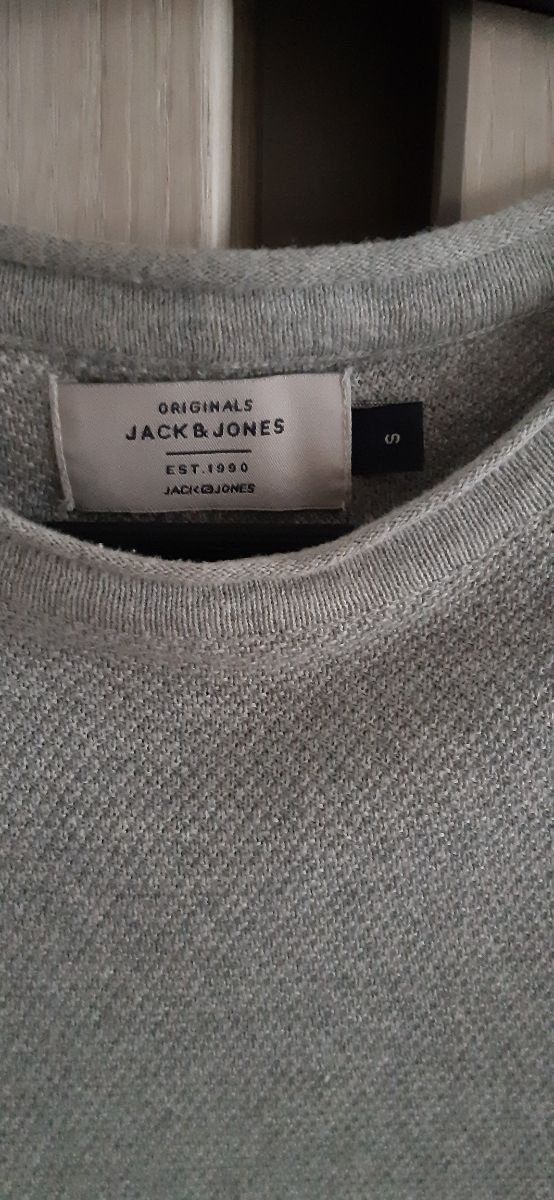 ORIGINALS
JACK & JONES
EST.1990
JACK & JONES
S